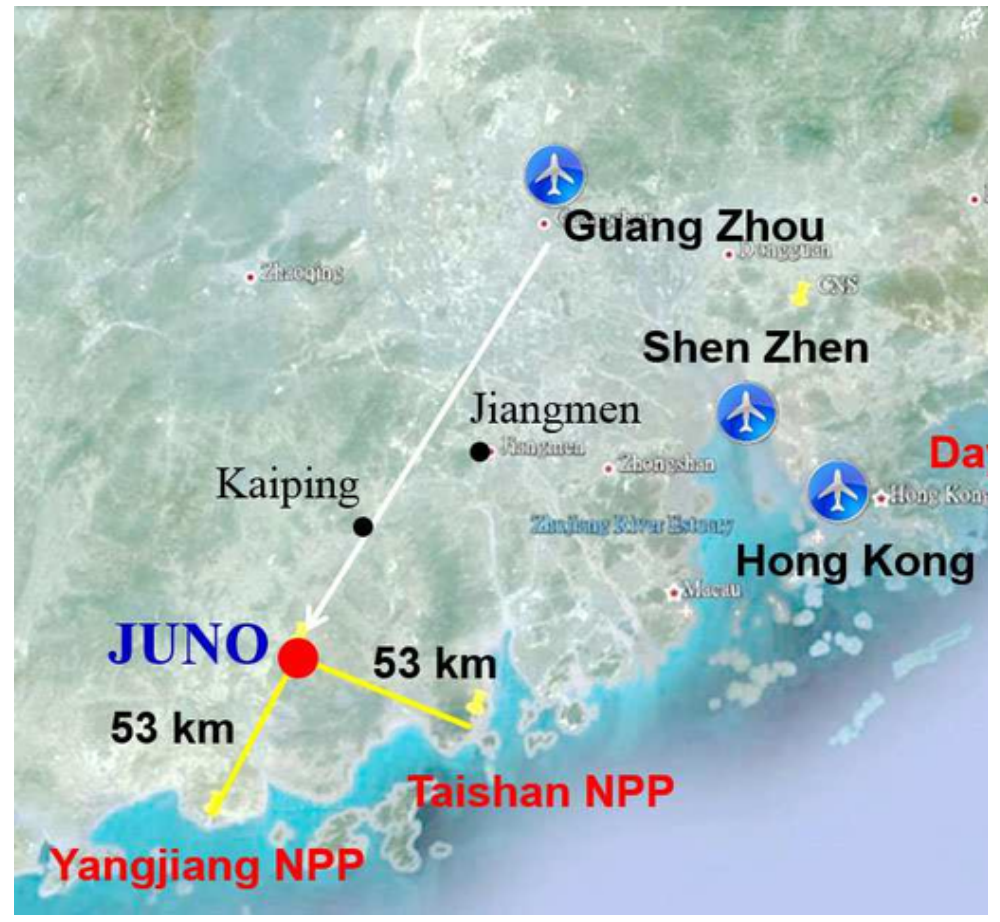 Guang Zhou
Dongguan
Zhaoqing
CNS
Shen Zhen
Jiangmen
Jiangmen
Zhongshan
Kaiping
Hong Kong
Zhujiang River Estuary
Hong Kong
Macau
JUNO
53 km
53 km
Taishan NPP
Yangjiang NPP